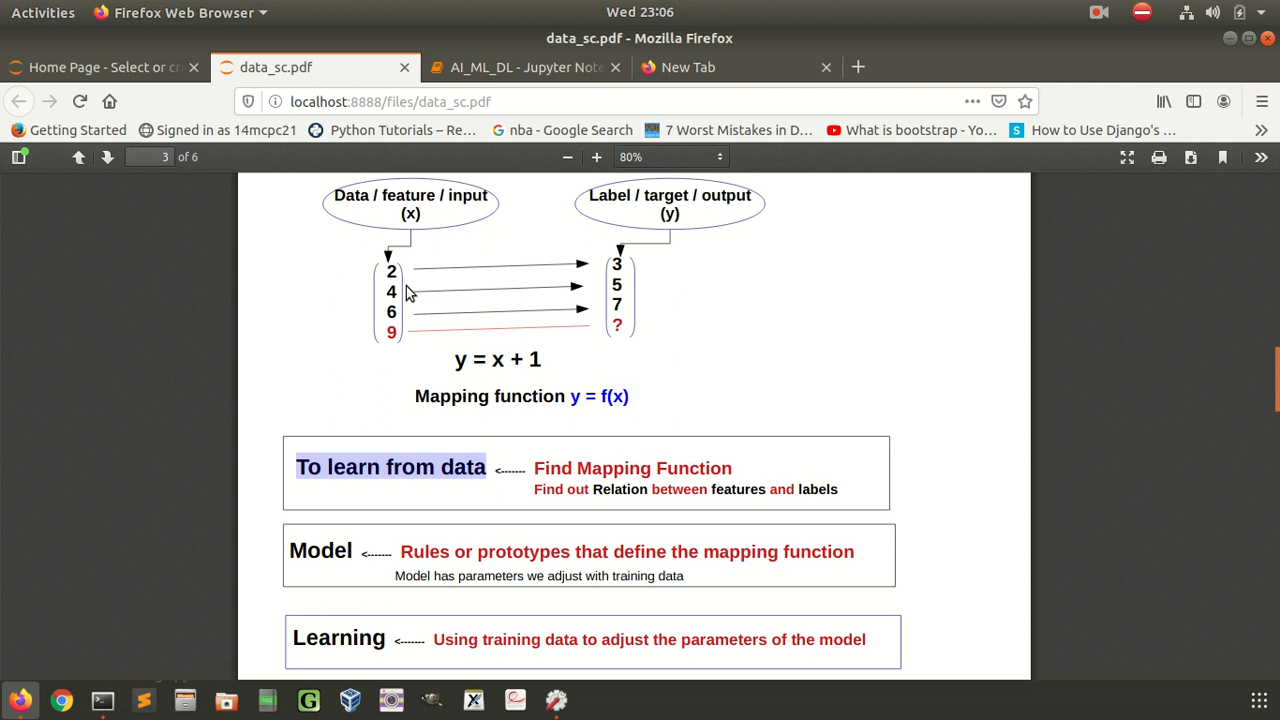 Activities Firefox Web Browser Wed 23:06
data_sc.pdf - Mozilla Firefox
Home Page - Select or cr data_sc.pdf AI_ML_DL - Jupyter Note New Tab
localhost:8888/files/data_sc.pdf
Getting Started Signed in as 14mcpc21 Python Tutorials – Re... nba - Google Search 7 Worst Mistakes in D... What is bootstrap - Yo... How to Use Django's ...
3 of 6 80%
Data / feature / input Label / target / output
(x) (y)
2 3
4 5
6 7
9 ?
y = x + 1
Mapping function y = f(x)
To learn from data <------- Find Mapping Function
Find out Relation between features and labels
Model <------- Rules or prototypes that define the mapping function
Model has parameters we adjust with training data
Learning <------- Using training data to adjust the parameters of the model